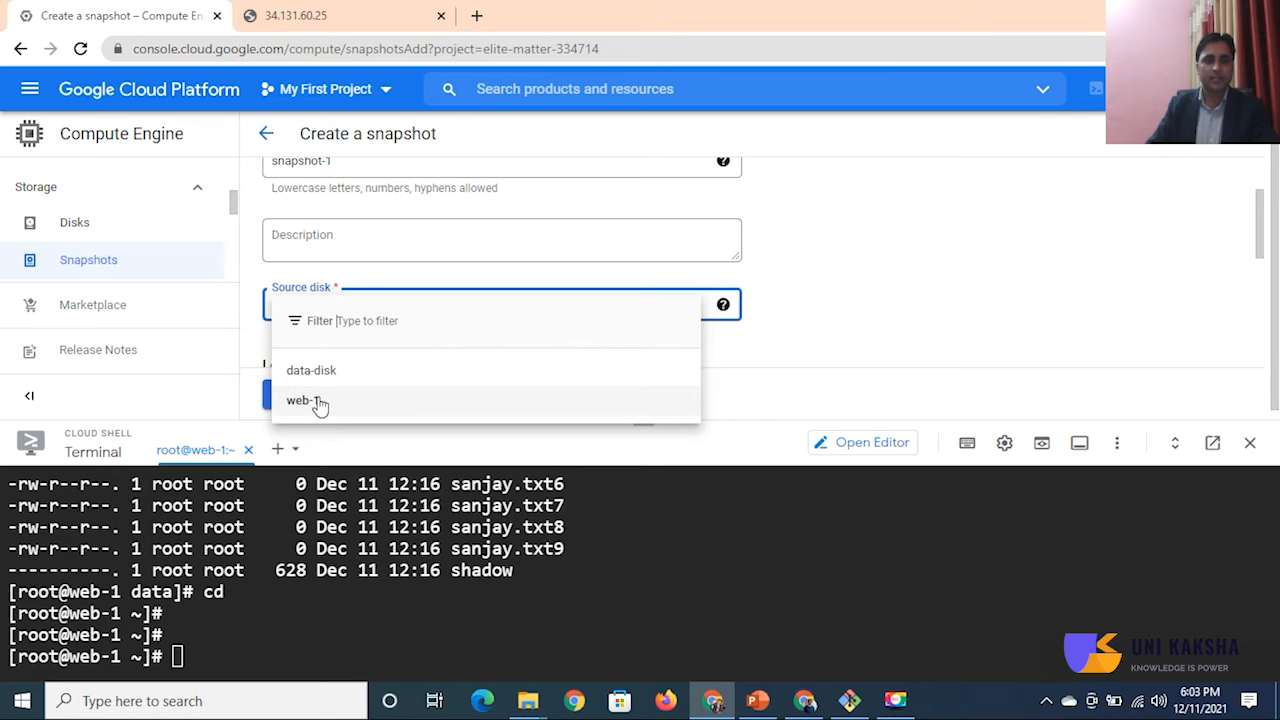 Create a snapshot – Compute En
34.131.60.25
console.cloud.google.com/compute/snapshotsAdd?project=elite-matter-334714
Google Cloud Platform
My First Project
Search products and resources
Compute Engine
Create a snapshot
Storage
snapshot-1
Lowercase letters, numbers, hyphens allowed
Disks
Description
Snapshots
Source disk *
Marketplace
Filter Type to filter
Release Notes
data-disk
web-1
CLOUD SHELL
Terminal
root@web-1:~
Open Editor
-rw-r--r--. 1 root root 0 Dec 11 12:16 sanjay.txt6
-rw-r--r--. 1 root root 0 Dec 11 12:16 sanjay.txt7
-rw-r--r--. 1 root root 0 Dec 11 12:16 sanjay.txt8
-rw-r--r--. 1 root root 0 Dec 11 12:16 sanjay.txt9
----------. 1 root root 628 Dec 11 12:16 shadow
[root@web-1 data]# cd
[root@web-1 ~]#
[root@web-1 ~]#
[root@web-1 ~]#
UNI KAKSHA
KNOWLEDGE IS POWER
Type here to search
6:03 PM
12/11/2021